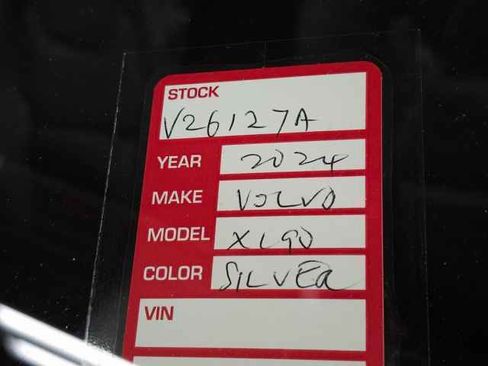 STOCK
V26127A
YEAR 2024
MAKE VOLVO
MODEL XC90
COLOR SILVER
VIN